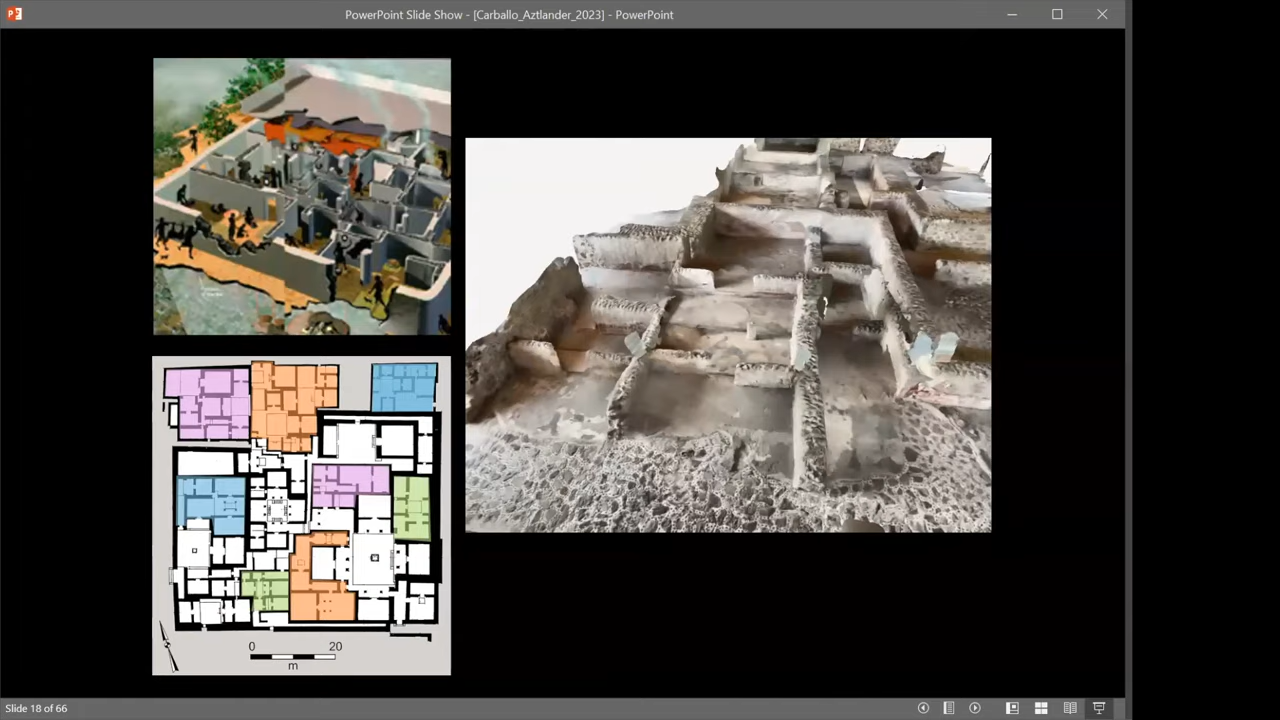 PowerPoint Slide Show - [Carballo_Aztlander_2023] - PowerPoint
0 20
m
Slide 18 of 66